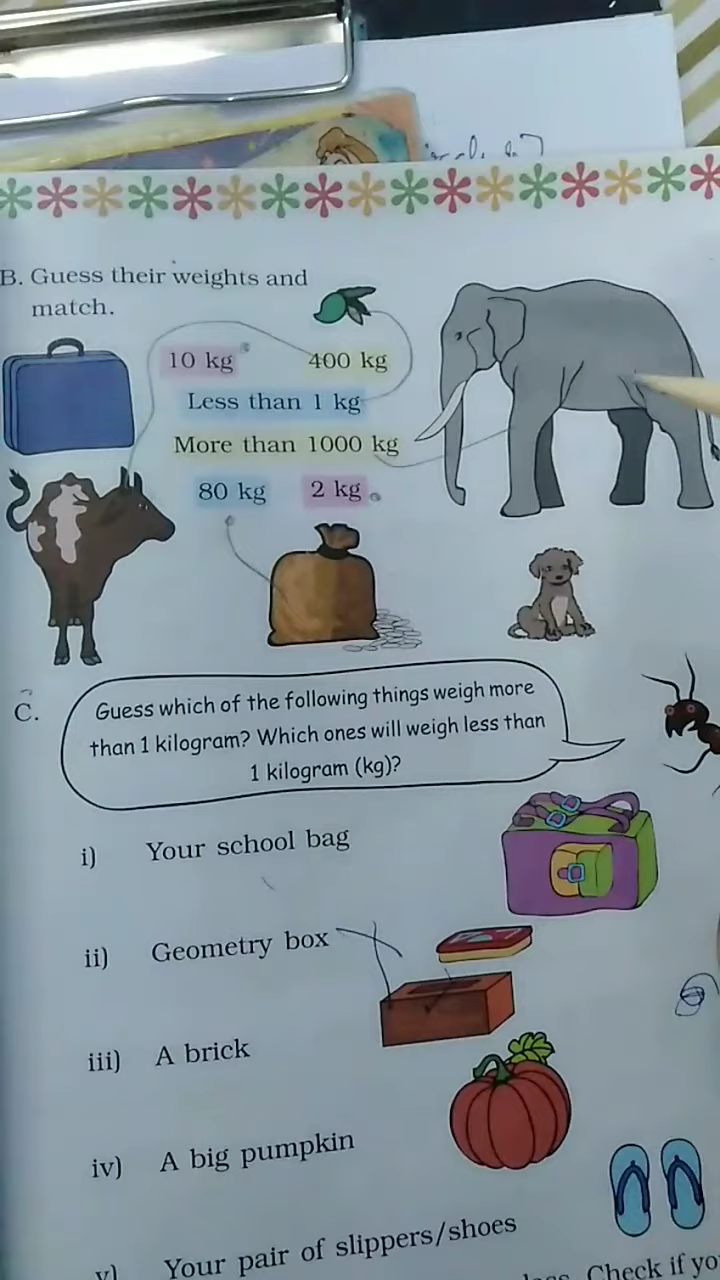 B. Guess their weights and
match.
10 kg 400 kg
Less than 1 kg
More than 1000 kg
80 kg 2 kg
C. Guess which of the following things weigh more
than 1 kilogram? Which ones will weigh less than
1 kilogram (kg)?
i) Your school bag
ii) Geometry box
iii) A brick
iv) A big pumpkin
v) Your pair of slippers/shoes
Check if yo